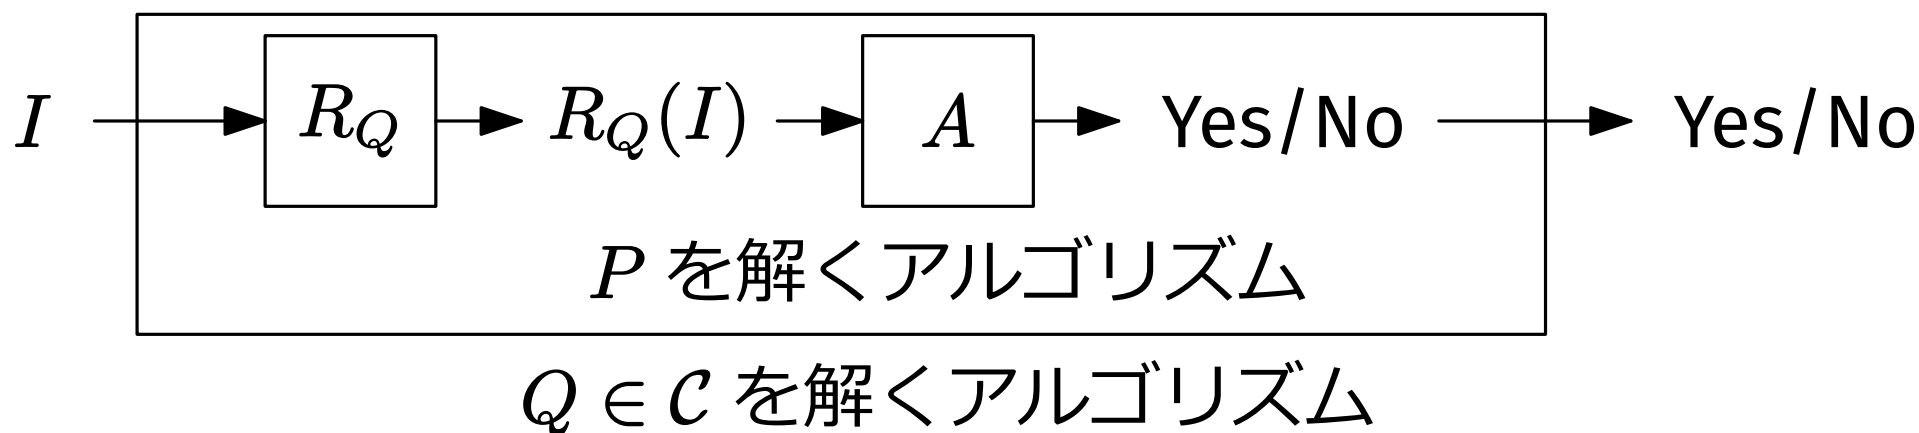 I R_Q R_Q(I) A Yes/No Yes/No
P を解くアルゴリズム
Q ∈ 𝒞 を解くアルゴリズム